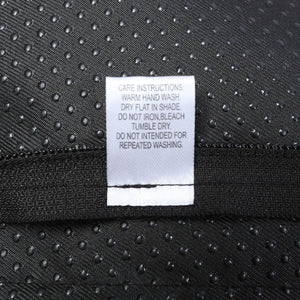 CARE INSTRUCTIONS:
WARM HAND WASH.
DRY FLAT IN SHADE.
DO NOT IRON,BLEACH
TUMBLE DRY.
DO NOT INTENDED FOR
REPEATED WASHING.